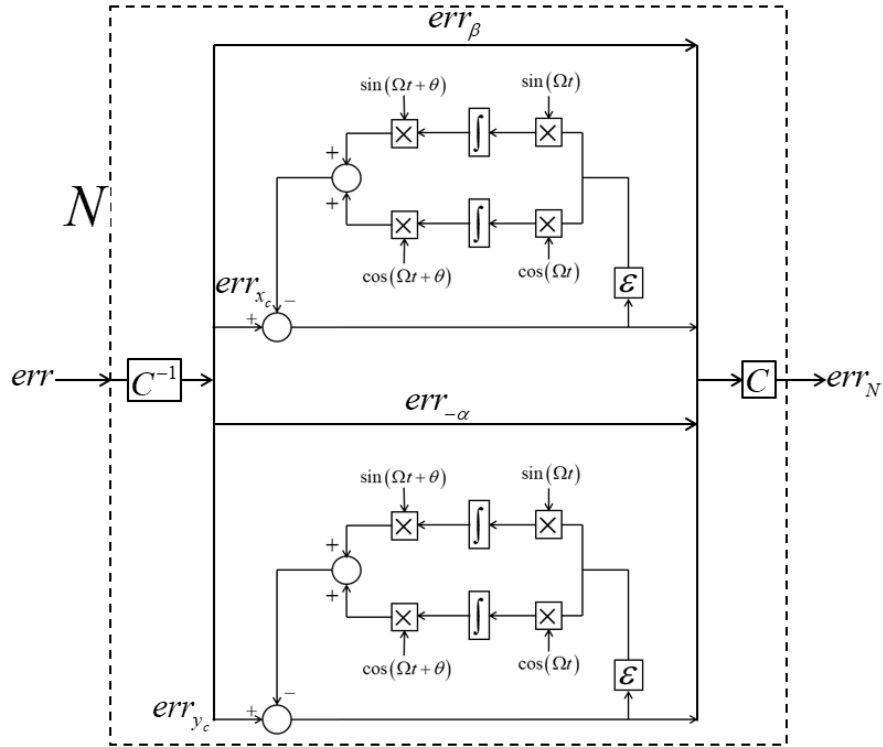 err_β
sin(Ωt+θ) sin(Ωt)
× ∫ ×
+
+
N
× ∫ ×
cos(Ωt+θ) cos(Ωt)
ε
err_{x_c} −
+
err C^{-1} C err_N
err_{−α}
sin(Ωt+θ) sin(Ωt)
× ∫ ×
+
+
× ∫ ×
cos(Ωt+θ) cos(Ωt)
ε
−
err_{y_c} +